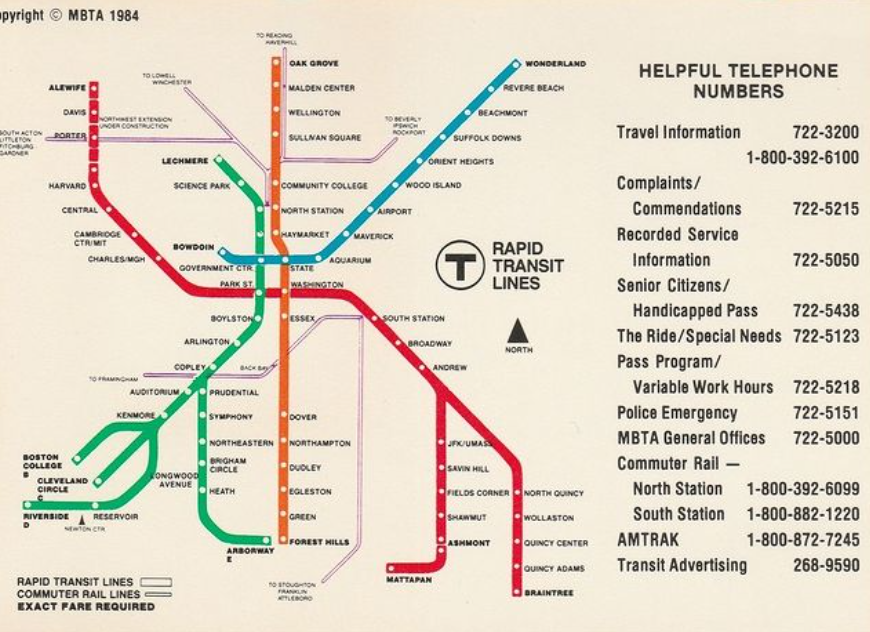 opyright © MBTA 1984
TO READING
HAVERHILL
OAK GROVE
WONDERLAND
ALEWIFE
TO LOWELL
WINCHESTER
MALDEN CENTER
REVERE BEACH
DAVIS
NORTHWEST EXTENSION
UNDER CONSTRUCTION
WELLINGTON
BEACHMONT
SOUTH ACTON
LITTLETON
FITCHBURG
GARDNER
PORTER
SULLIVAN SQUARE
TO BEVERLY
IPSWICH
ROCKPORT
SUFFOLK DOWNS
LECHMERE
ORIENT HEIGHTS
HARVARD
SCIENCE PARK
COMMUNITY COLLEGE
WOOD ISLAND
CENTRAL
NORTH STATION
AIRPORT
CAMBRIDGE
CTR/MIT
HAYMARKET
MAVERICK
BOWDOIN
CHARLES/MGH
GOVERNMENT CTR.
STATE
AQUARIUM
PARK ST.
WASHINGTON
BOYLSTON
ESSEX
SOUTH STATION
ARLINGTON
BROADWAY
COPLEY
BACK BAY
ANDREW
TO FRAMINGHAM
AUDITORIUM
PRUDENTIAL
KENMORE
SYMPHONY
DOVER
NORTHEASTERN
NORTHAMPTON
JFK/UMASS
BOSTON
COLLEGE
B
BRIGHAM
CIRCLE
DUDLEY
SAVIN HILL
CLEVELAND
CIRCLE
C
LONGWOOD
AVENUE
HEATH
EGLESTON
FIELDS CORNER
NORTH QUINCY
RIVERSIDE
D
RESERVOIR
NEWTON CTR.
GREEN
SHAWMUT
WOLLASTON
ARBORWAY
E
FOREST HILLS
ASHMONT
QUINCY CENTER
MATTAPAN
QUINCY ADAMS
TO STOUGHTON
FRANKLIN
ATTLEBORO
BRAINTREE
T
RAPID
TRANSIT
LINES
NORTH
RAPID TRANSIT LINES
COMMUTER RAIL LINES
EXACT FARE REQUIRED
HELPFUL TELEPHONE
NUMBERS
Travel Information 722-3200
1-800-392-6100
Complaints/
Commendations 722-5215
Recorded Service
Information 722-5050
Senior Citizens/
Handicapped Pass 722-5438
The Ride/Special Needs 722-5123
Pass Program/
Variable Work Hours 722-5218
Police Emergency 722-5151
MBTA General Offices 722-5000
Commuter Rail —
North Station 1-800-392-6099
South Station 1-800-882-1220
AMTRAK 1-800-872-7245
Transit Advertising 268-9590